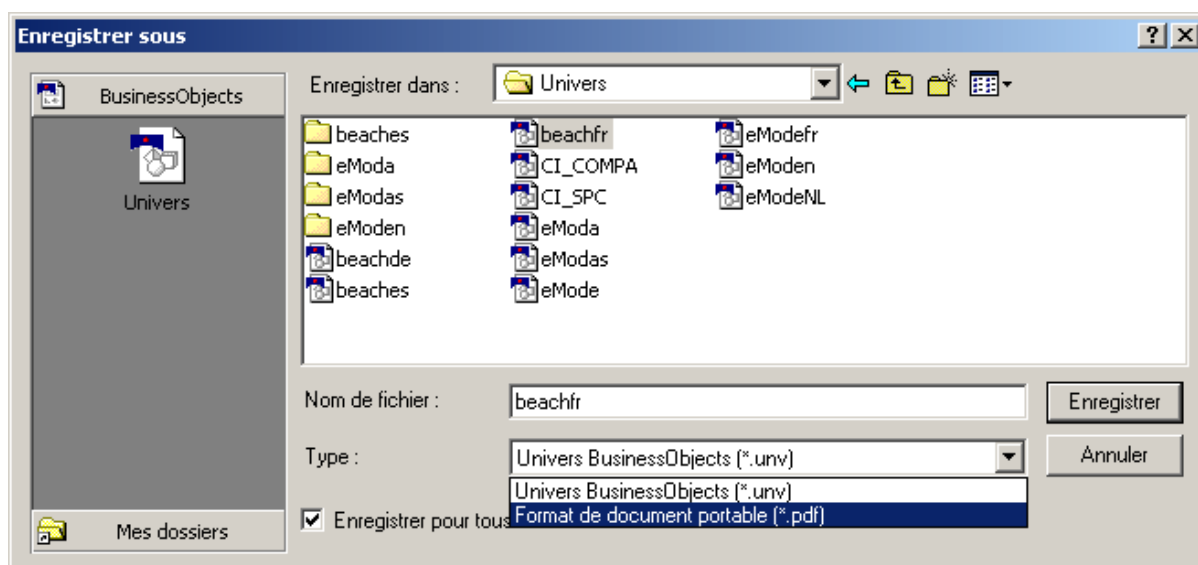 Enregistrer sous
BusinessObjects
Univers
Mes dossiers
Enregistrer dans :
Univers
beaches
eModa
eModas
eModen
beachde
beaches
beachfr
CI_COMPA
CI_SPC
eModa
eModas
eMode
eModefr
eModen
eModeNL
Nom de fichier :
beachfr
Enregistrer
Type :
Univers BusinessObjects (*.unv)
Annuler
Univers BusinessObjects (*.unv)
Format de document portable (*.pdf)
Enregistrer pour tous